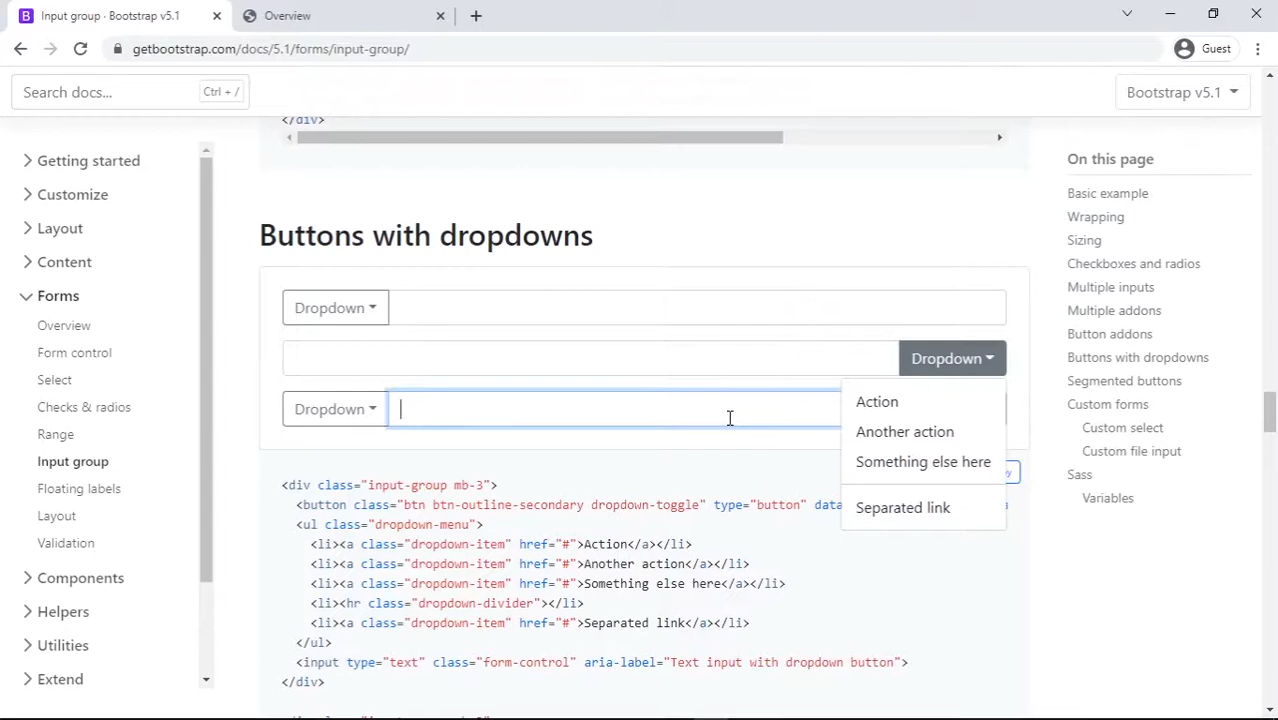 Input group · Bootstrap v5.1
Overview
getbootstrap.com/docs/5.1/forms/input-group/
Guest
Search docs...
Ctrl + /
Bootstrap v5.1
</div>
Getting started
Customize
Layout
Content
Forms
Overview
Form control
Select
Checks & radios
Range
Input group
Floating labels
Layout
Validation
Components
Helpers
Utilities
Extend
Buttons with dropdowns
Dropdown
Dropdown
Dropdown
Action
Another action
Something else here
Separated link
<div class="input-group mb-3">
<button class="btn btn-outline-secondary dropdown-toggle" type="button" data
<ul class="dropdown-menu">
<li><a class="dropdown-item" href="#">Action</a></li>
<li><a class="dropdown-item" href="#">Another action</a></li>
<li><a class="dropdown-item" href="#">Something else here</a></li>
<li><hr class="dropdown-divider"></li>
<li><a class="dropdown-item" href="#">Separated link</a></li>
</ul>
<input type="text" class="form-control" aria-label="Text input with dropdown button">
</div>
On this page
Basic example
Wrapping
Sizing
Checkboxes and radios
Multiple inputs
Multiple addons
Button addons
Buttons with dropdowns
Segmented buttons
Custom forms
Custom select
Custom file input
Sass
Variables